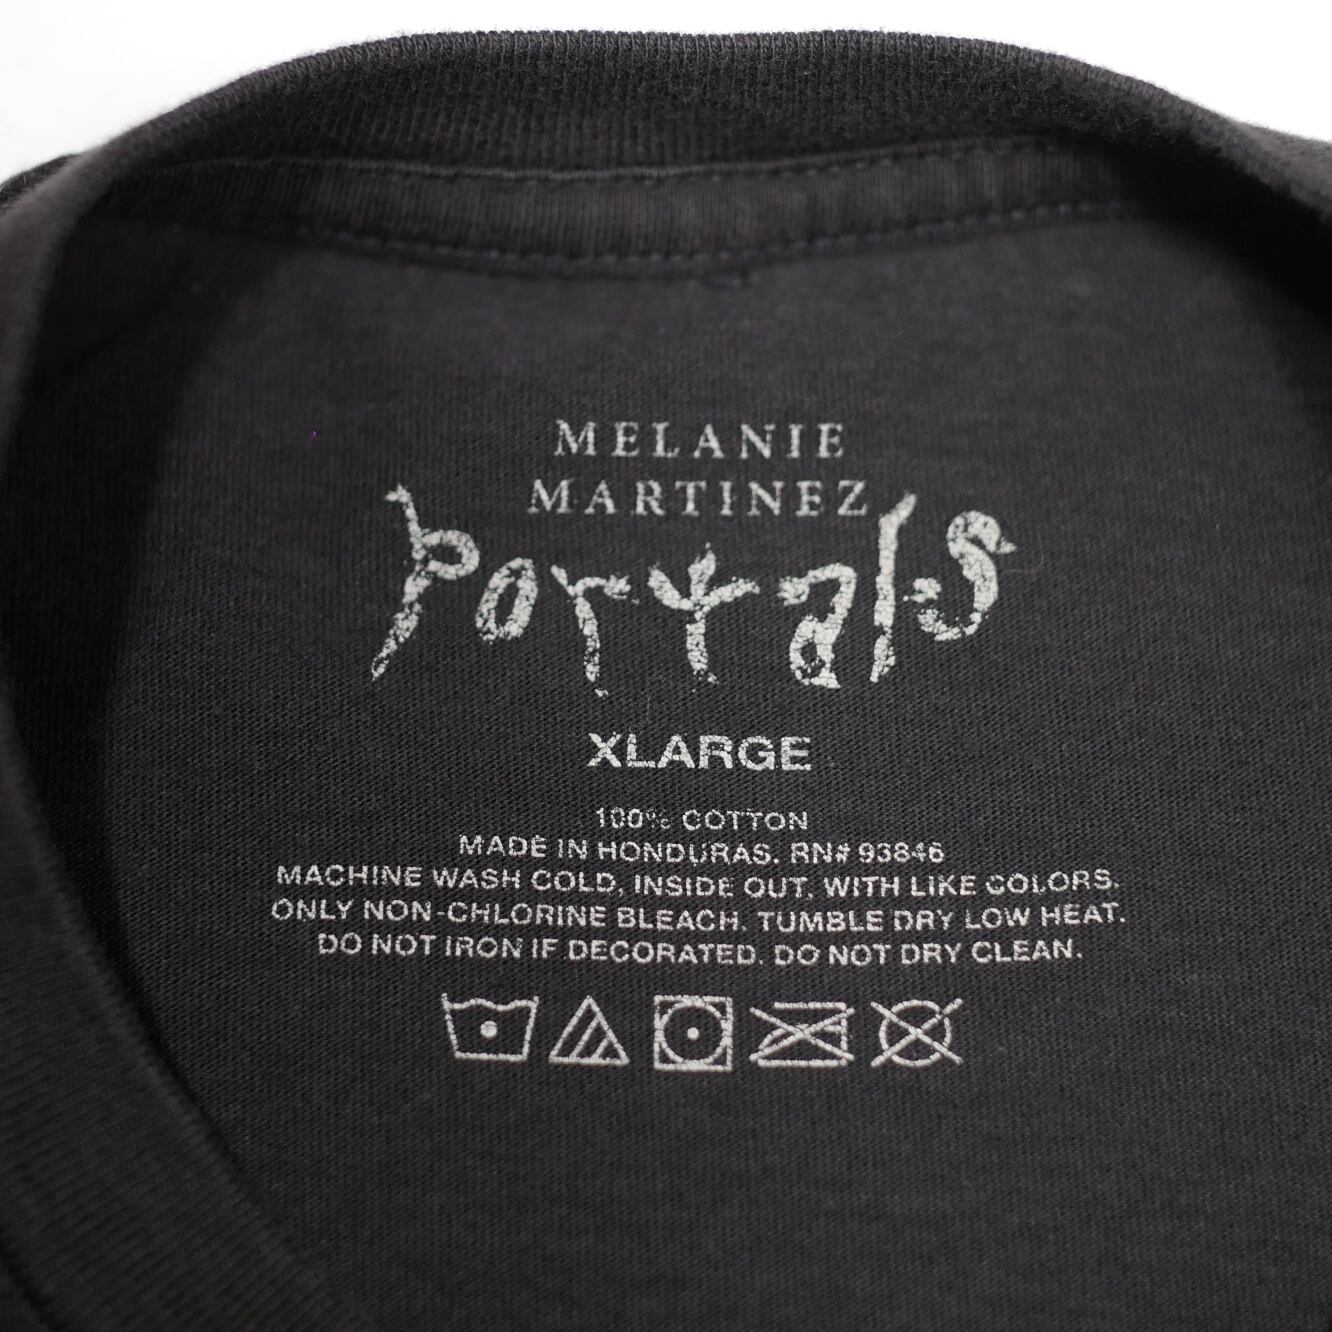 MELANIE
MARTINEZ
Portals
XLARGE
100% COTTON
MADE IN HONDURAS. RN# 93846
MACHINE WASH COLD, INSIDE OUT, WITH LIKE COLORS.
ONLY NON-CHLORINE BLEACH. TUMBLE DRY LOW HEAT.
DO NOT IRON IF DECORATED. DO NOT DRY CLEAN.